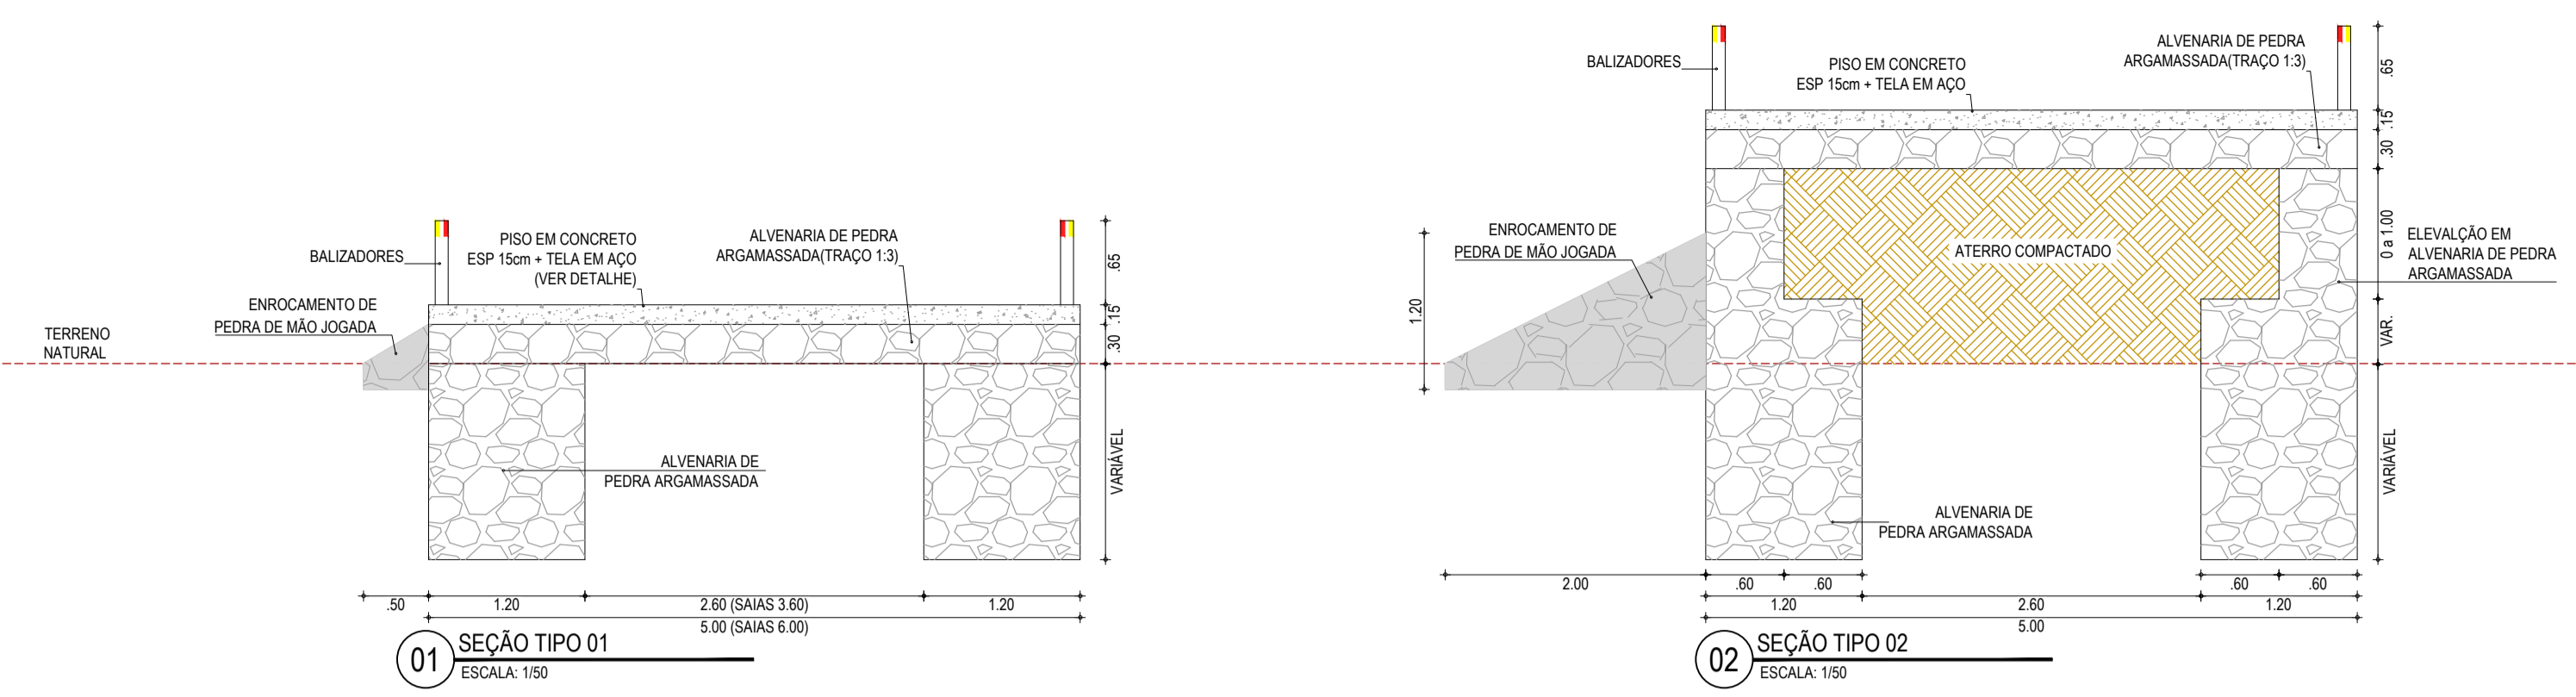 BALIZADORES
PISO EM CONCRETO
ESP 15cm + TELA EM AÇO
(VER DETALHE)
ALVENARIA DE PEDRA
ARGAMASSADA(TRAÇO 1:3)
ENROCAMENTO DE
PEDRA DE MÃO JOGADA
TERRENO
NATURAL
ALVENARIA DE
PEDRA ARGAMASSADA
.65
.15
.30
VARIÁVEL
.50
1.20
2.60 (SAIAS 3.60)
1.20
5.00 (SAIAS 6.00)
01
SEÇÃO TIPO 01
ESCALA: 1/50
BALIZADORES
PISO EM CONCRETO
ESP 15cm + TELA EM AÇO
ALVENARIA DE PEDRA
ARGAMASSADA(TRAÇO 1:3)
ENROCAMENTO DE
PEDRA DE MÃO JOGADA
1.20
ATERRO COMPACTADO
ELEVALÇÃO EM
ALVENARIA DE PEDRA
ARGAMASSADA
ALVENARIA DE
PEDRA ARGAMASSADA
.65
.15
.30
0 a 1.00
VAR.
VARIÁVEL
2.00
.60
.60
.60
.60
1.20
2.60
1.20
5.00
02
SEÇÃO TIPO 02
ESCALA: 1/50